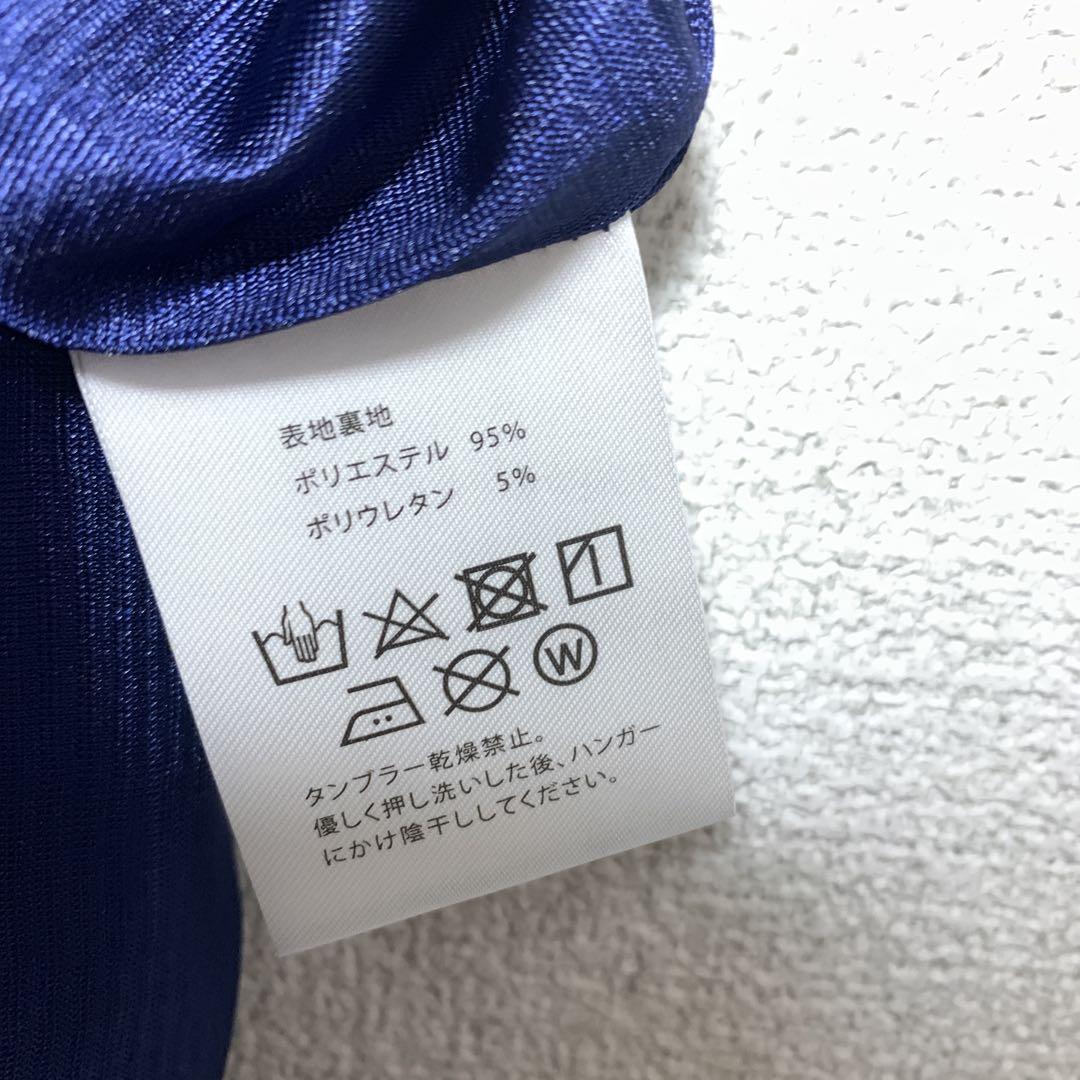 表地裏地
ポリエステル 95%
ポリウレタン 5%
W
タンブラー乾燥禁止。
優しく押し洗いした後、ハンガー
にかけ陰干ししてください。